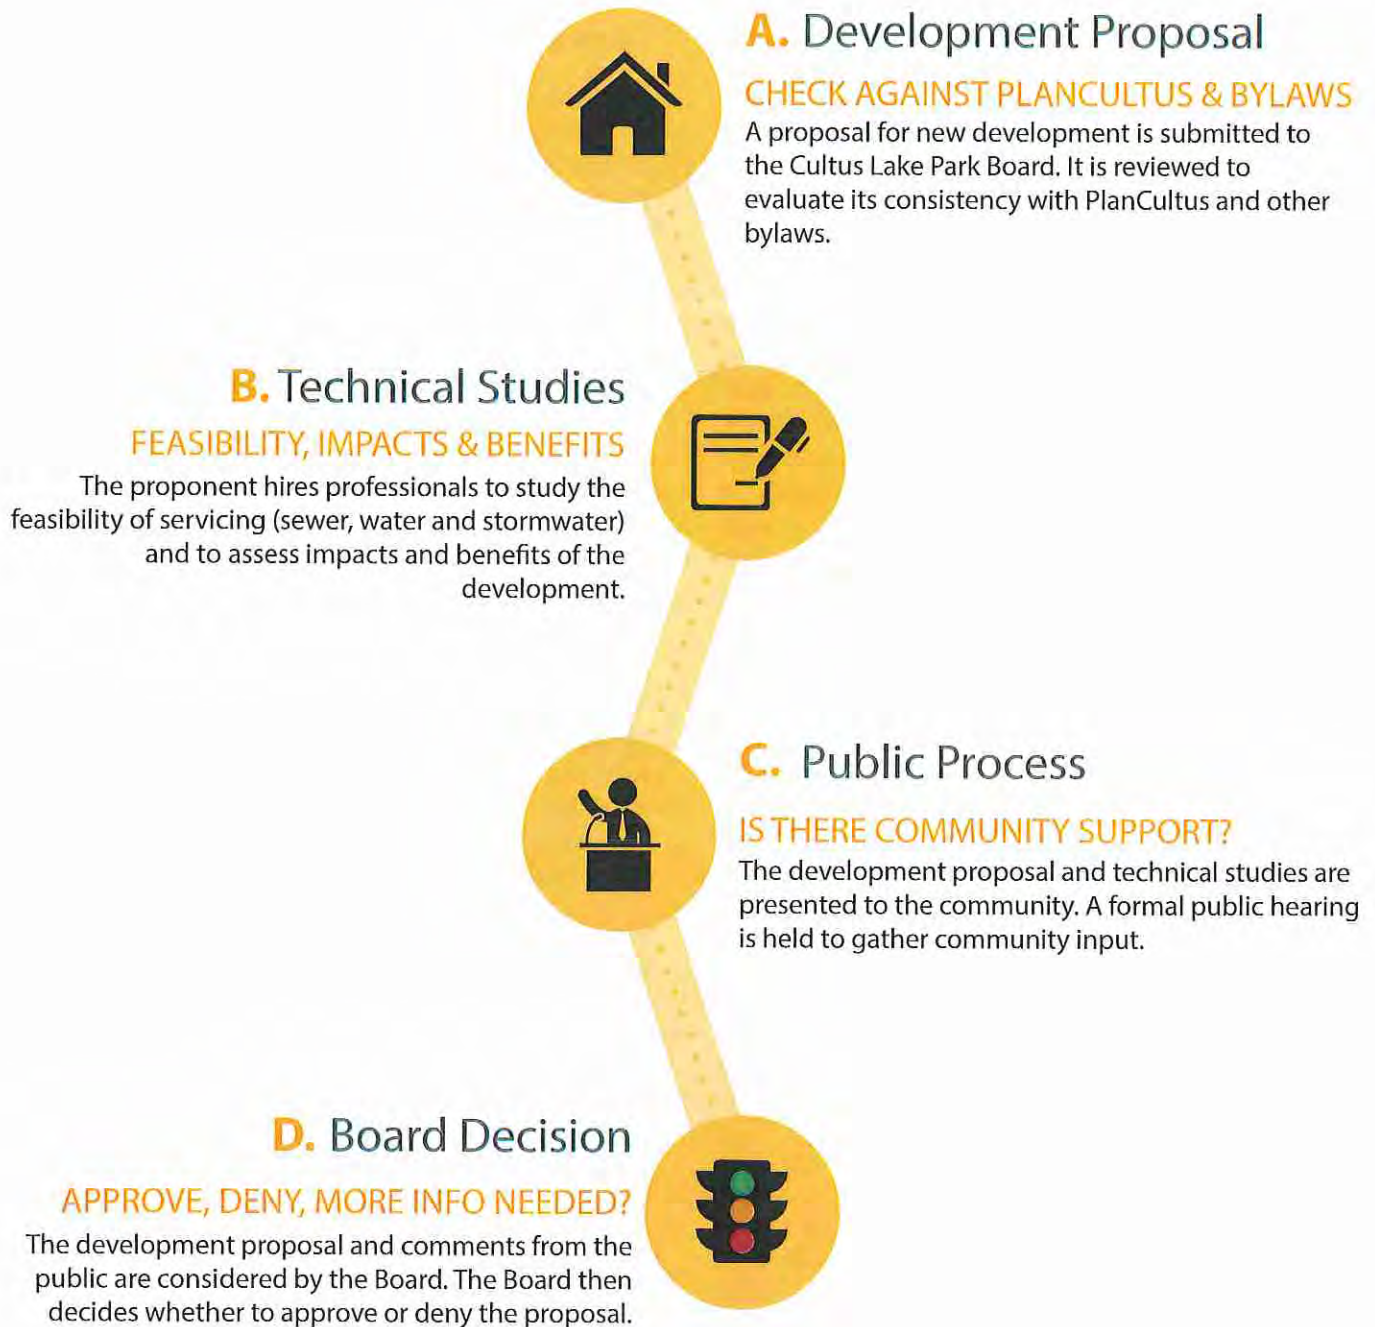 A. Development Proposal
CHECK AGAINST PLANCULTUS & BYLAWS
A proposal for new development is submitted to
the Cultus Lake Park Board. It is reviewed to
evaluate its consistency with PlanCultus and other
bylaws.
B. Technical Studies
FEASIBILITY, IMPACTS & BENEFITS
The proponent hires professionals to study the
feasibility of servicing (sewer, water and stormwater)
and to assess impacts and benefits of the
development.
C. Public Process
IS THERE COMMUNITY SUPPORT?
The development proposal and technical studies are
presented to the community. A formal public hearing
is held to gather community input.
D. Board Decision
APPROVE, DENY, MORE INFO NEEDED?
The development proposal and comments from the
public are considered by the Board. The Board then
decides whether to approve or deny the proposal.